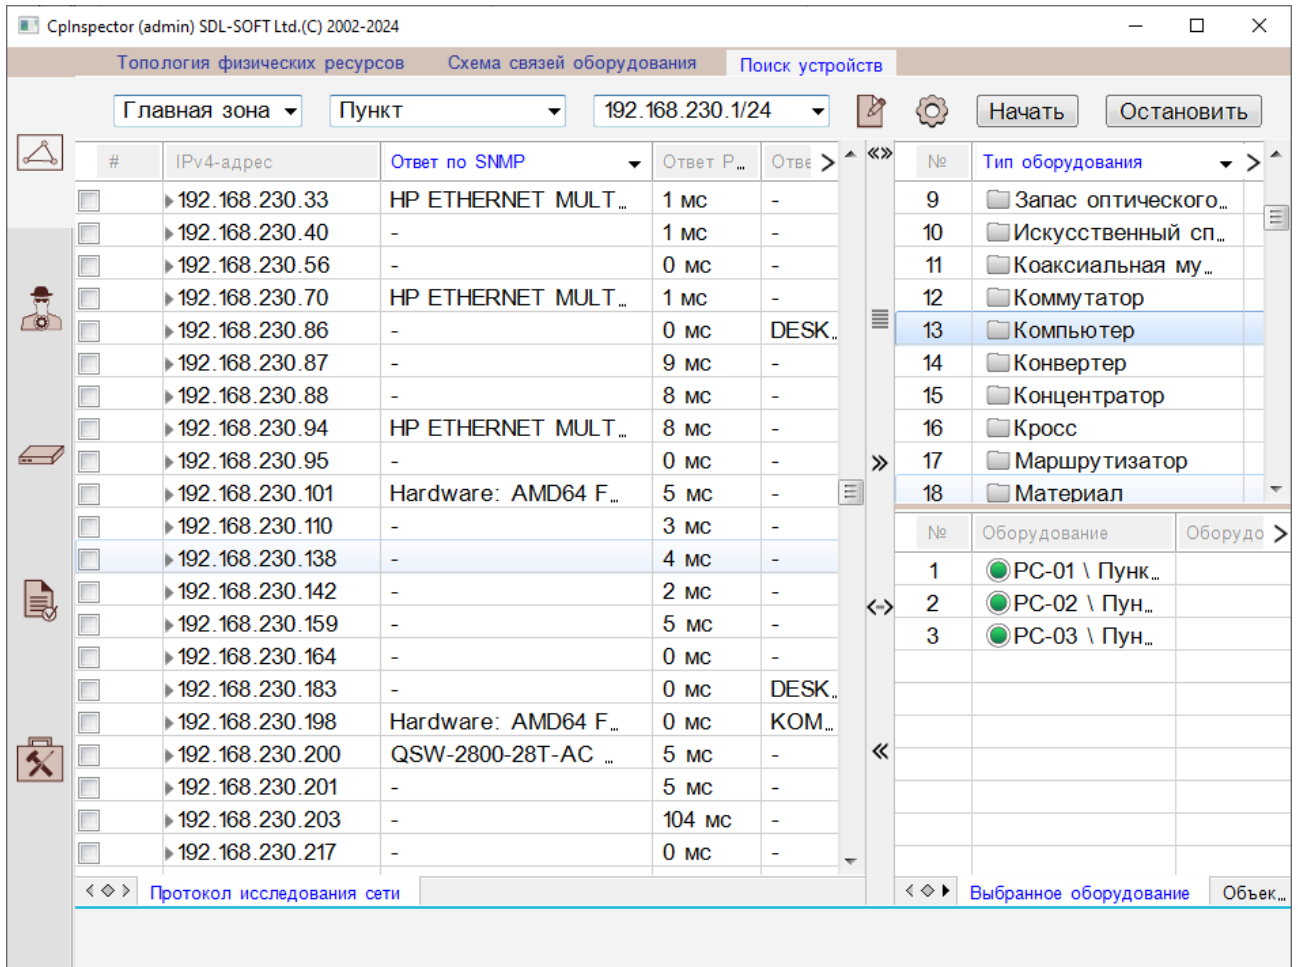 CpInspector (admin) SDL-SOFT Ltd.(C) 2002-2024
Топология физических ресурсов Схема связей оборудования Поиск устройств
Главная зона Пункт 192.168.230.1/24 Начать Остановить
# IPv4-адрес Ответ по SNMP Ответ P... Отве
192.168.230.33 HP ETHERNET MULT... 1 мс -
192.168.230.40 - 1 мс -
192.168.230.56 - 0 мс -
192.168.230.70 HP ETHERNET MULT... 1 мс -
192.168.230.86 - 0 мс DESK...
192.168.230.87 - 9 мс -
192.168.230.88 - 8 мс -
192.168.230.94 HP ETHERNET MULT... 8 мс -
192.168.230.95 - 0 мс -
192.168.230.101 Hardware: AMD64 F... 5 мс -
192.168.230.110 - 3 мс -
192.168.230.138 - 4 мс -
192.168.230.142 - 2 мс -
192.168.230.159 - 5 мс -
192.168.230.164 - 0 мс -
192.168.230.183 - 0 мс DESK...
192.168.230.198 Hardware: AMD64 F... 0 мс KOM...
192.168.230.200 QSW-2800-28T-AC ... 5 мс -
192.168.230.201 - 5 мс -
192.168.230.203 - 104 мс -
192.168.230.217 - 0 мс -
Протокол исследования сети
№ Тип оборудования
9 Запас оптического...
10 Искусственный сп...
11 Коаксиальная му...
12 Коммутатор
13 Компьютер
14 Конвертер
15 Концентратор
16 Кросс
17 Маршрутизатор
18 Материал
№ Оборудование Оборудо
1 PC-01 \ Пунк...
2 PC-02 \ Пун...
3 PC-03 \ Пун...
Выбранное оборудование Объек...